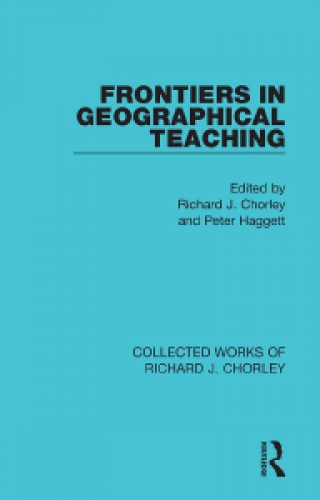 FRONTIERS IN
GEOGRAPHICAL
TEACHING
Edited by
Richard J. Chorley
and Peter Haggett
COLLECTED WORKS OF
RICHARD J. CHORLEY
ROUTLEDGE